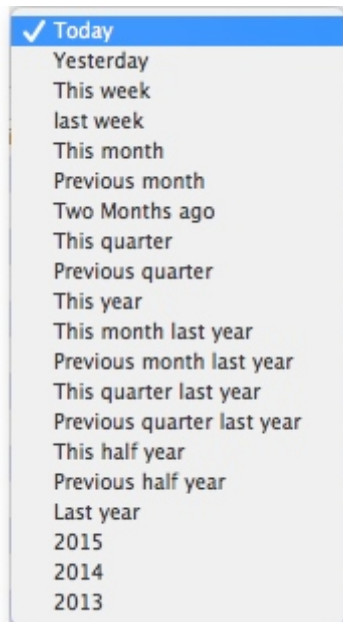 Today
Yesterday
This week
last week
This month
Previous month
Two Months ago
This quarter
Previous quarter
This year
This month last year
Previous month last year
This quarter last year
Previous quarter last year
This half year
Previous half year
Last year
2015
2014
2013